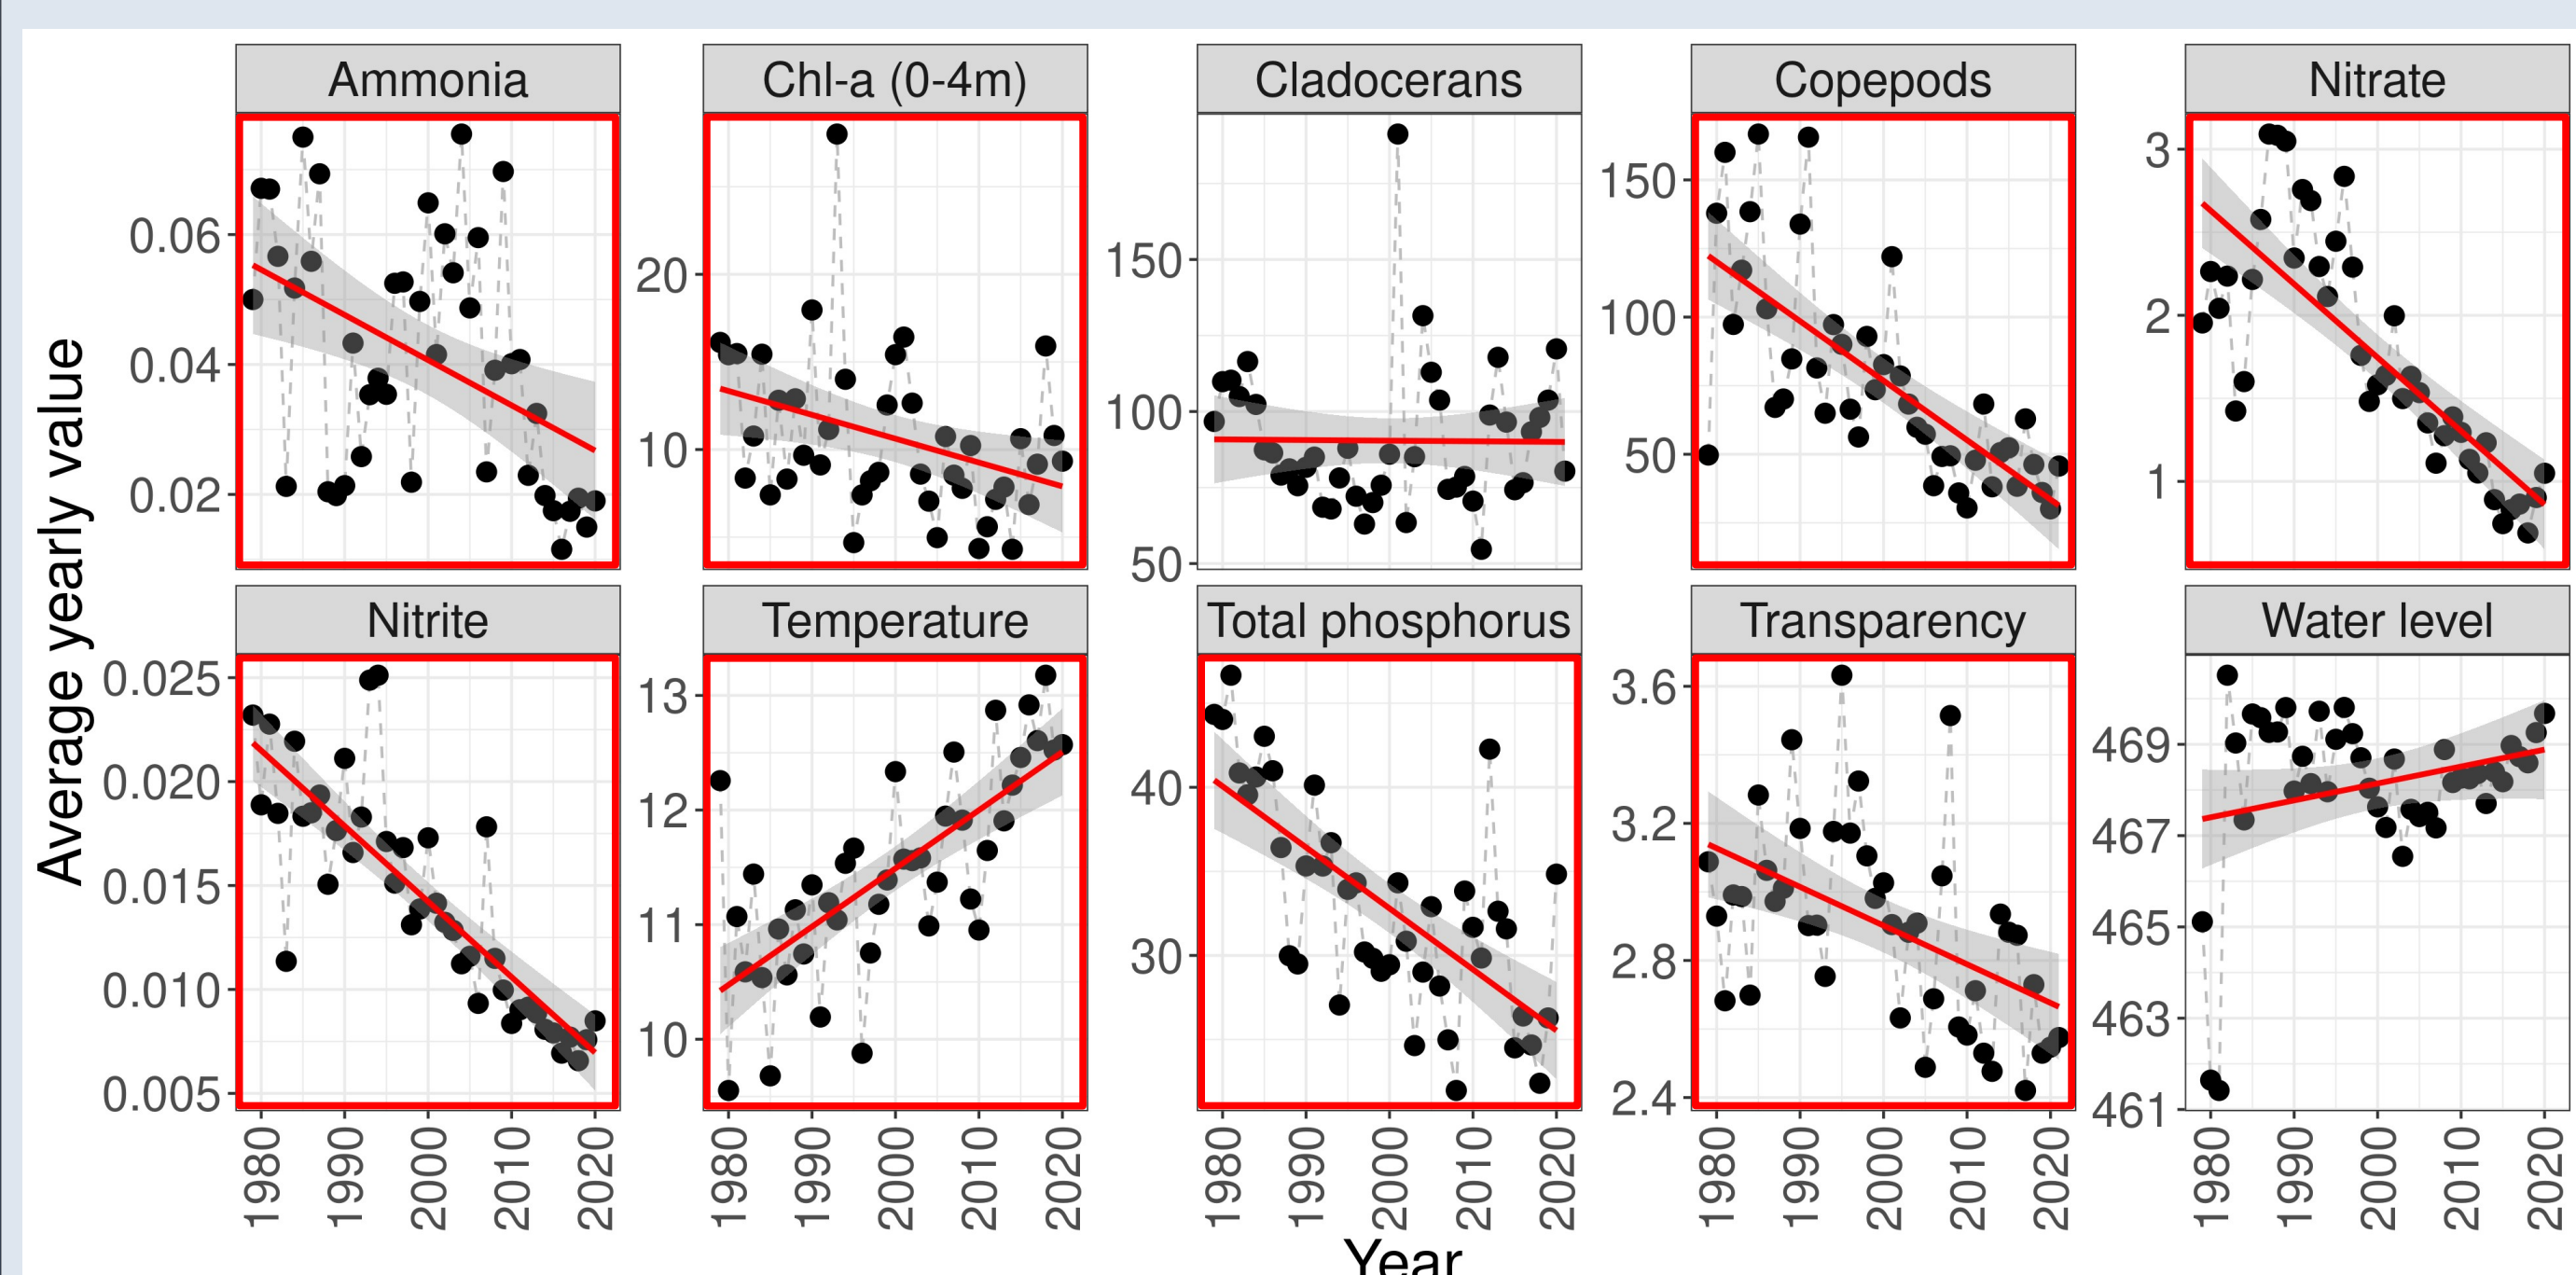 Ammonia
Chl-a (0-4m)
Cladocerans
Copepods
Nitrate
0.06
0.04
0.02
20
10
150
100
50
150
100
50
3
2
1
Average yearly value
Nitrite
Temperature
Total phosphorus
Transparency
Water level
0.025
0.020
0.015
0.010
0.005
13
12
11
10
40
30
3.6
3.2
2.8
2.4
469
467
465
463
461
1980 1990 2000 2010 2020
1980 1990 2000 2010 2020
1980 1990 2000 2010 2020
1980 1990 2000 2010 2020
1980 1990 2000 2010 2020
Year